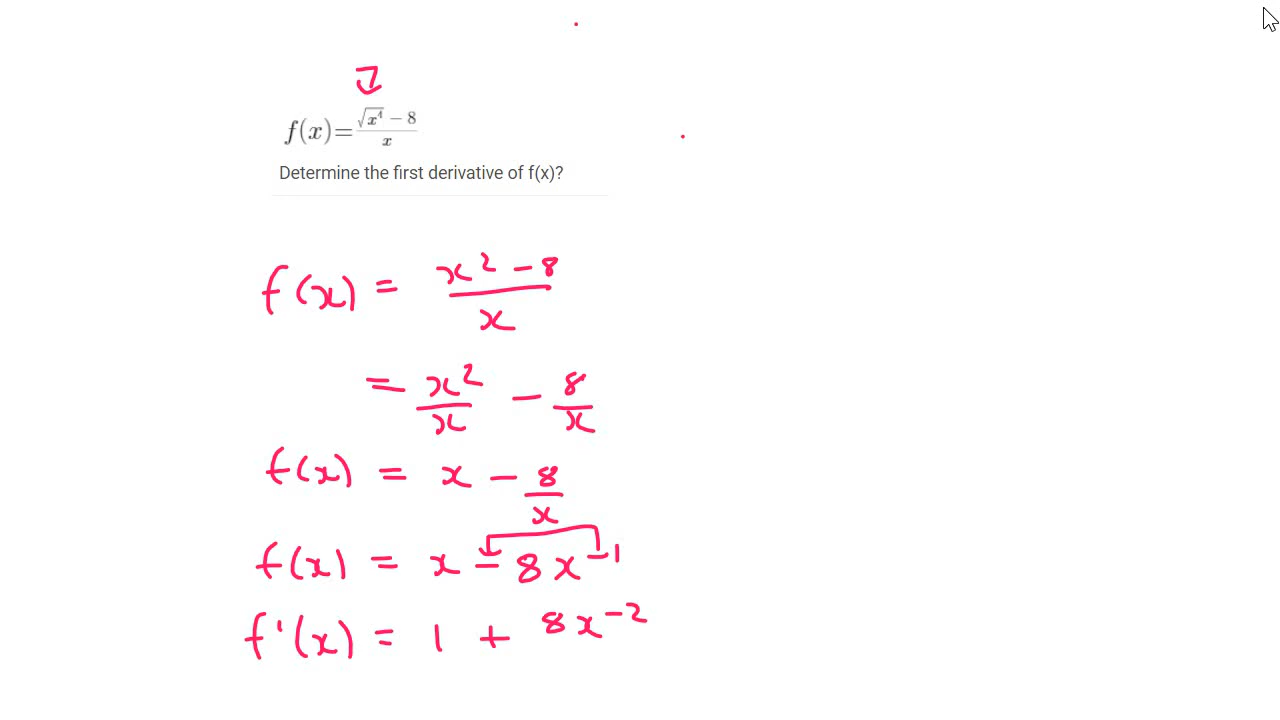 f(x)=√x⁴ − 8 / x
Determine the first derivative of f(x)?
f(x) = x² − 8 / x
= x²/x − 8/x
f(x) = x − 8/x
f(x) = x − 8x⁻¹
f'(x) = 1 + 8x⁻²